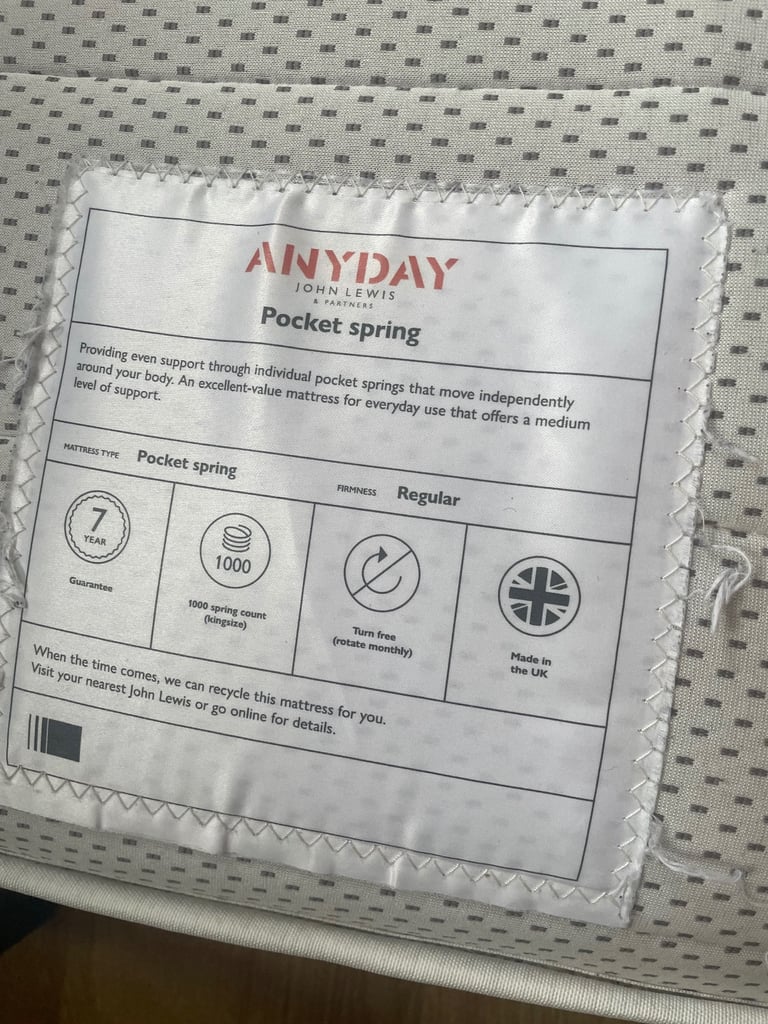 ANYDAY
JOHN LEWIS
& PARTNERS
Pocket spring
Providing even support through individual pocket springs that move independently
around your body. An excellent-value mattress for everyday use that offers a medium
level of support.
MATTRESS TYPE Pocket spring FIRMNESS Regular
7
YEAR
Guarantee
1000
1000 spring count
(kingsize)
Turn free
(rotate monthly)
Made in
the UK
When the time comes, we can recycle this mattress for you.
Visit your nearest John Lewis or go online for details.